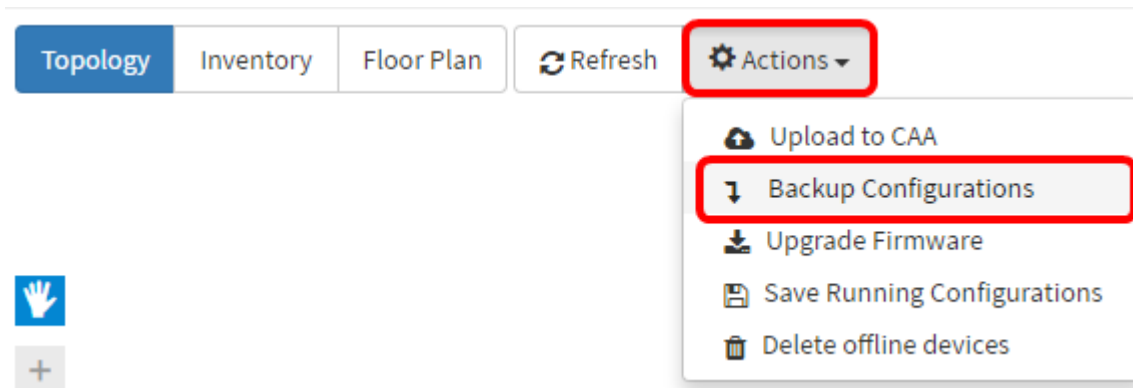 Topology Inventory Floor Plan Refresh Actions
Upload to CAA
Backup Configurations
Upgrade Firmware
Save Running Configurations
Delete offline devices
+